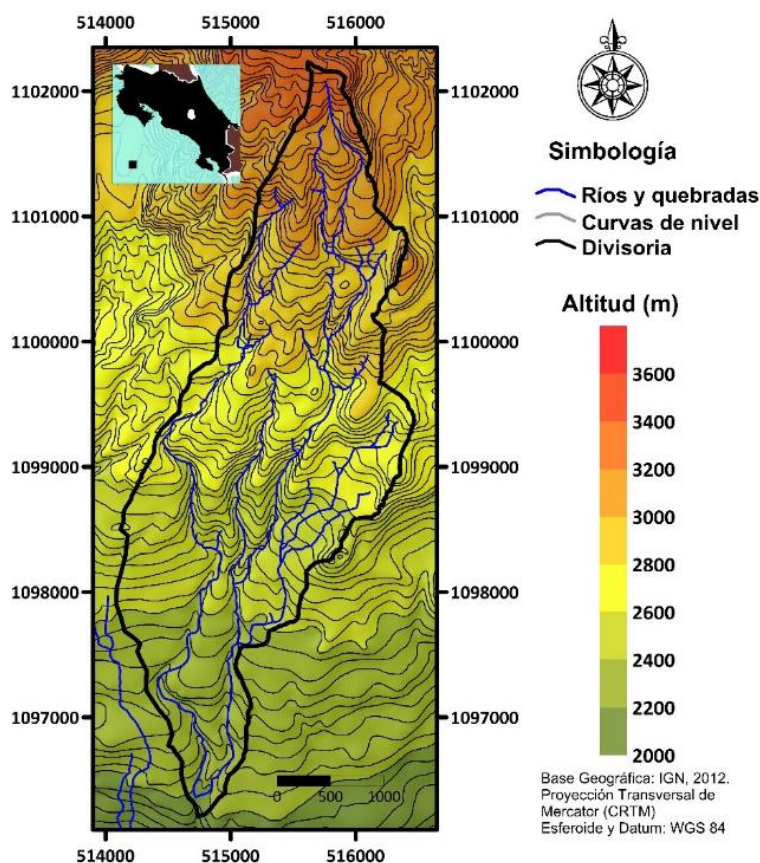 514000 515000 516000
1102000 1102000
1101000 1101000
1100000 1100000
1099000 1099000
1098000 1098000
1097000 1097000
0 500 1000
514000 515000 516000
Simbología
Ríos y quebradas
Curvas de nivel
Divisoria
Altitud (m)
3600
3400
3200
3000
2800
2600
2400
2200
2000
Base Geográfica: IGN, 2012.
Proyección Transversal de
Mercator (CRTM)
Esferoide y Datum: WGS 84